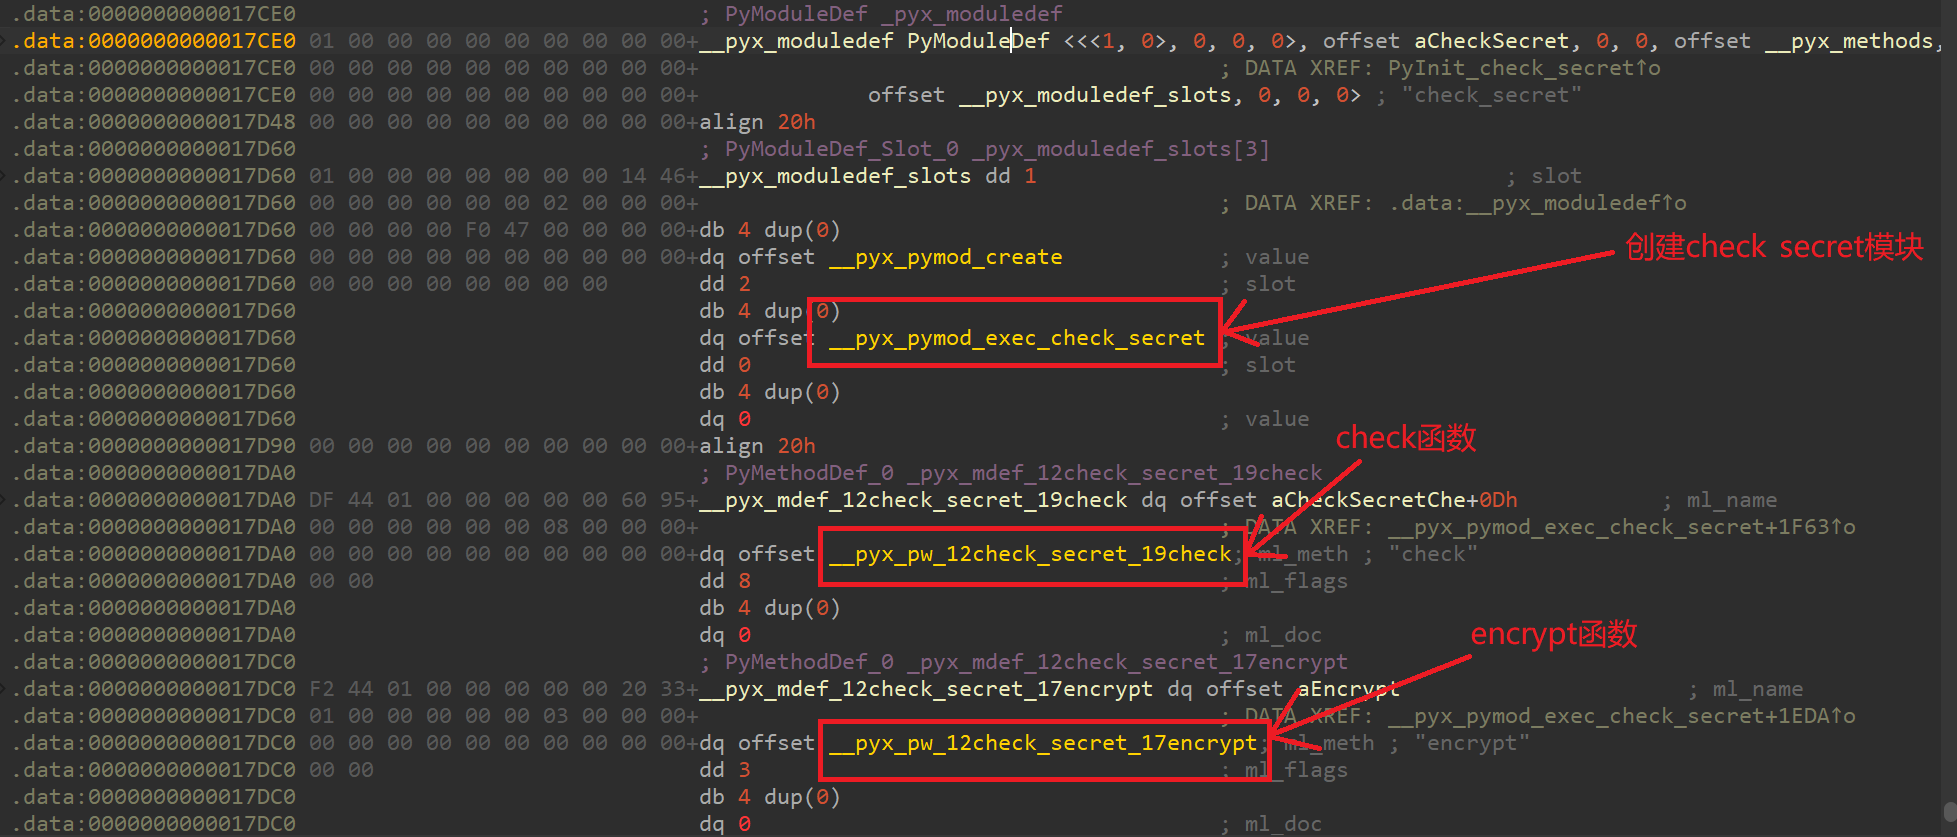 .data:0000000000017CE0 ; PyModuleDef _pyx_moduledef
.data:0000000000017CE0 01 00 00 00 00 00 00 00 00 00+__pyx_moduledef PyModuleDef <<<1, 0>, 0, 0, 0>, offset aCheckSecret, 0, 0, offset __pyx_methods,
.data:0000000000017CE0 00 00 00 00 00 00 00 00 00 00+ ; DATA XREF: PyInit_check_secret↑o
.data:0000000000017CE0 00 00 00 00 00 00 00 00 00 00+ offset __pyx_moduledef_slots, 0, 0, 0> ; "check_secret"
.data:0000000000017D48 00 00 00 00 00 00 00 00 00 00+align 20h
.data:0000000000017D60 ; PyModuleDef_Slot_0 _pyx_moduledef_slots[3]
.data:0000000000017D60 01 00 00 00 00 00 00 00 14 46+__pyx_moduledef_slots dd 1 ; slot
.data:0000000000017D60 00 00 00 00 00 00 02 00 00 00+ ; DATA XREF: .data:__pyx_moduledef↑o
.data:0000000000017D60 00 00 00 00 F0 47 00 00 00 00+db 4 dup(0)
.data:0000000000017D60 00 00 00 00 00 00 00 00 00 00+dq offset __pyx_pymod_create ; value
创建check secret模块
.data:0000000000017D60 00 00 00 00 00 00 00 00 dd 2 ; slot
.data:0000000000017D60 db 4 dup(0)
.data:0000000000017D60 dq offset __pyx_pymod_exec_check_secret ; value
.data:0000000000017D60 dd 0 ; slot
.data:0000000000017D60 db 4 dup(0)
.data:0000000000017D60 dq 0 ; value
.data:0000000000017D90 00 00 00 00 00 00 00 00 00 00+align 20h
check函数
.data:0000000000017DA0 ; PyMethodDef_0 _pyx_mdef_12check_secret_19check
.data:0000000000017DA0 DF 44 01 00 00 00 00 00 60 95+__pyx_mdef_12check_secret_19check dq offset aCheckSecretChe+0Dh ; ml_name
.data:0000000000017DA0 00 00 00 00 00 00 08 00 00 00+ ; DATA XREF: __pyx_pymod_exec_check_secret+1F63↑o
.data:0000000000017DA0 00 00 00 00 00 00 00 00 00 00+dq offset __pyx_pw_12check_secret_19check; ml_meth ; "check"
.data:0000000000017DA0 00 00 dd 8 ; ml_flags
.data:0000000000017DA0 db 4 dup(0)
.data:0000000000017DA0 dq 0 ; ml_doc
encrypt函数
.data:0000000000017DC0 ; PyMethodDef_0 _pyx_mdef_12check_secret_17encrypt
.data:0000000000017DC0 F2 44 01 00 00 00 00 00 20 33+__pyx_mdef_12check_secret_17encrypt dq offset aEncrypt ; ml_name
.data:0000000000017DC0 01 00 00 00 00 00 03 00 00 00+ ; DATA XREF: __pyx_pymod_exec_check_secret+1EDA↑o
.data:0000000000017DC0 00 00 00 00 00 00 00 00 00 00+dq offset __pyx_pw_12check_secret_17encrypt; ml_meth ; "encrypt"
.data:0000000000017DC0 00 00 dd 3 ; ml_flags
.data:0000000000017DC0 db 4 dup(0)
.data:0000000000017DC0 dq 0 ; ml_doc